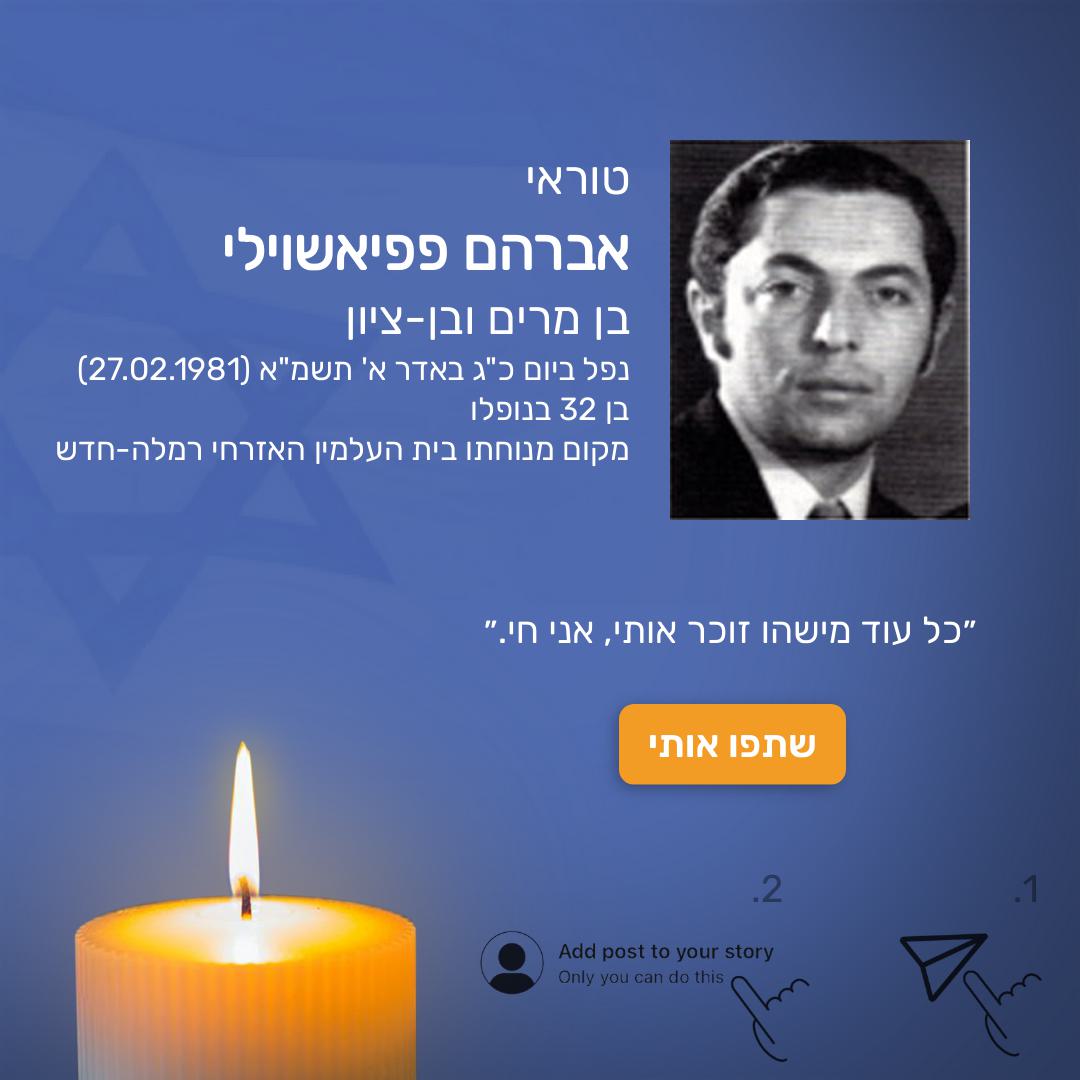 טוראי
אברהם פפיאשוילי
בן מרים ובן-ציון
נפל ביום כ"ג באדר א' תשמ"א (27.02.1981)
בן 32 בנופלו
מקום מנוחתו בית העלמין האזרחי רמלה-חדש
״כל עוד מישהו זוכר אותי, אני חי.״
שתפו אותי
.1
.2
Add post to your story
Only you can do this